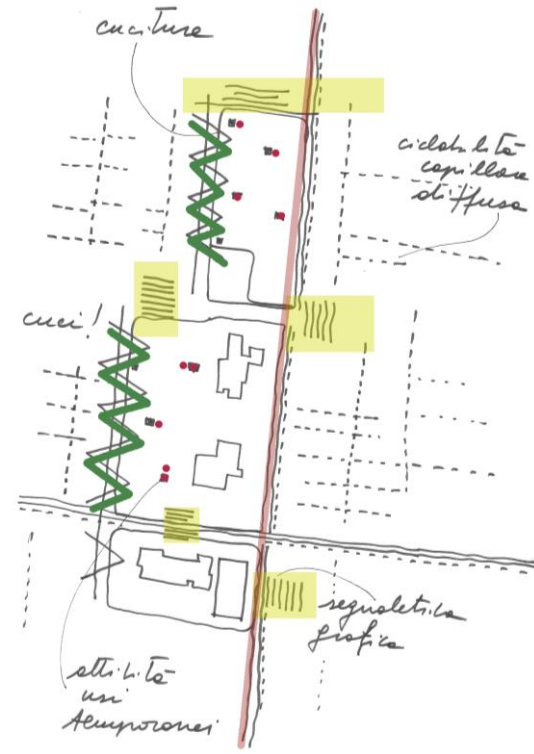 cuciture
ciclabilità
capillare
diffusa
cuci!
segnaletica
grafica
attività
usi
temporanei